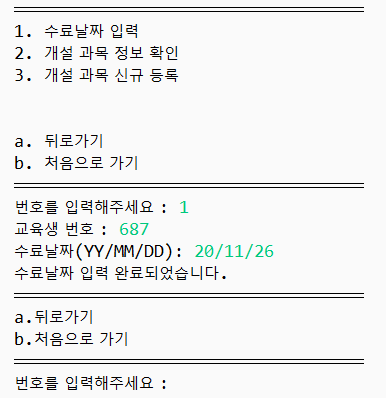 1. 수료날짜 입력
2. 개설 과목 정보 확인
3. 개설 과목 신규 등록
a. 뒤로가기
b. 처음으로 가기
번호를 입력해주세요 : 1
교육생 번호 : 687
수료날짜(YY/MM/DD): 20/11/26
수료날짜 입력 완료되었습니다.
a.뒤로가기
b.처음으로 가기
번호를 입력해주세요 :